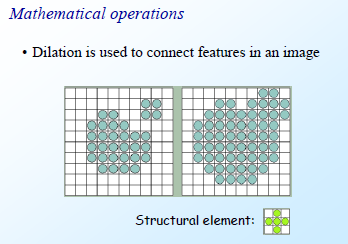 Mathematical operations
• Dilation is used to connect features in an image
Structural element: